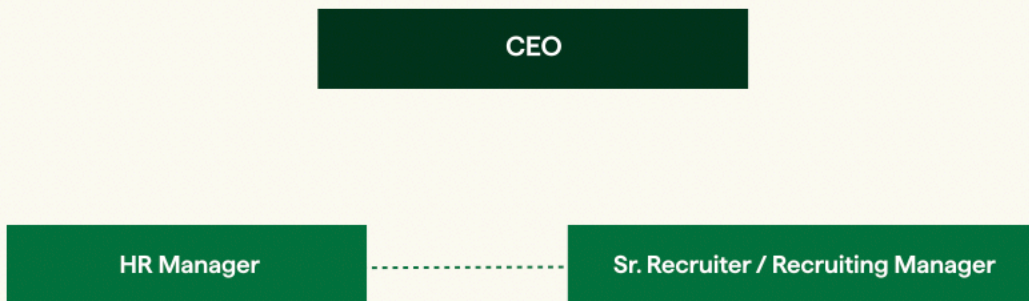 CEO
HR Manager
Sr. Recruiter / Recruiting Manager